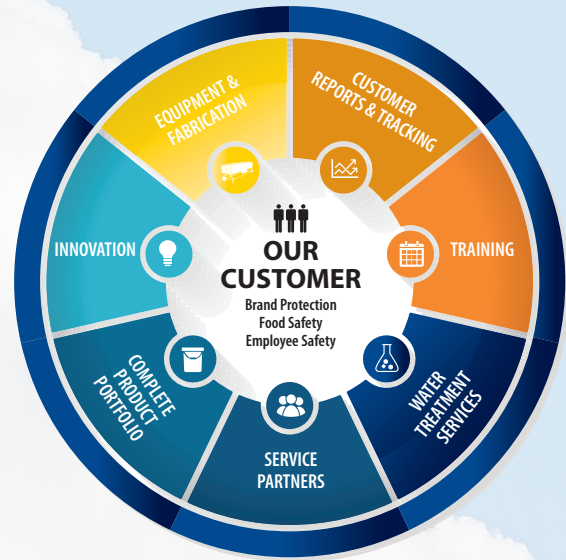 EQUIPMENT &
FABRICATION
CUSTOMER
REPORTS & TRACKING
INNOVATION
TRAINING
OUR
CUSTOMER
Brand Protection
Food Safety
Employee Safety
COMPLETE
PRODUCT
PORTFOLIO
WATER
TREATMENT
SERVICES
SERVICE
PARTNERS